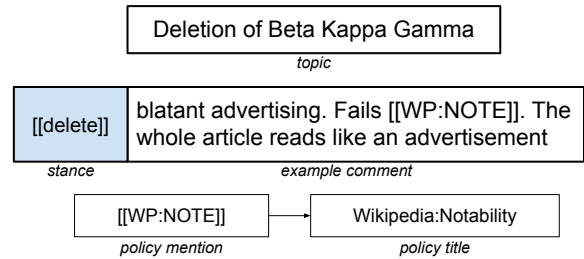 Deletion of Beta Kappa Gamma
topic
[[delete]]
blatant advertising. Fails [[WP:NOTE]]. The
whole article reads like an advertisement
stance
example comment
[[WP:NOTE]]
Wikipedia:Notability
policy mention
policy title